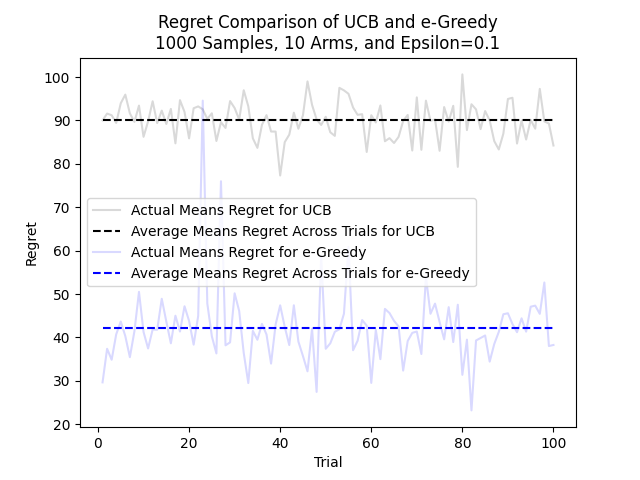 Regret Comparison of UCB and e-Greedy
1000 Samples, 10 Arms, and Epsilon=0.1
100
90
80
70
60
50
40
30
20
Regret
Actual Means Regret for UCB
Average Means Regret Across Trials for UCB
Actual Means Regret for e-Greedy
Average Means Regret Across Trials for e-Greedy
0 20 40 60 80 100
Trial